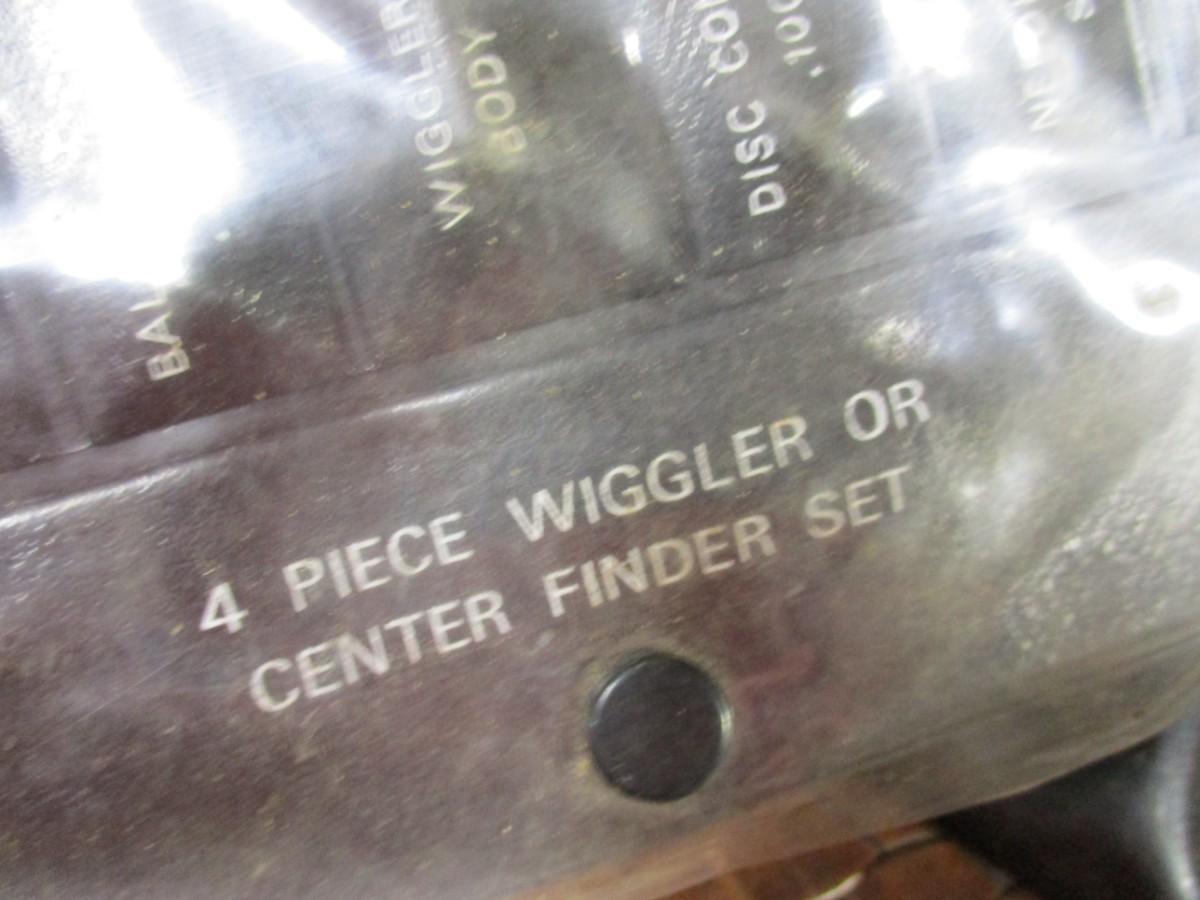 WIGGLER
BODY
DISC
4 PIECE WIGGLER OR
CENTER FINDER SET